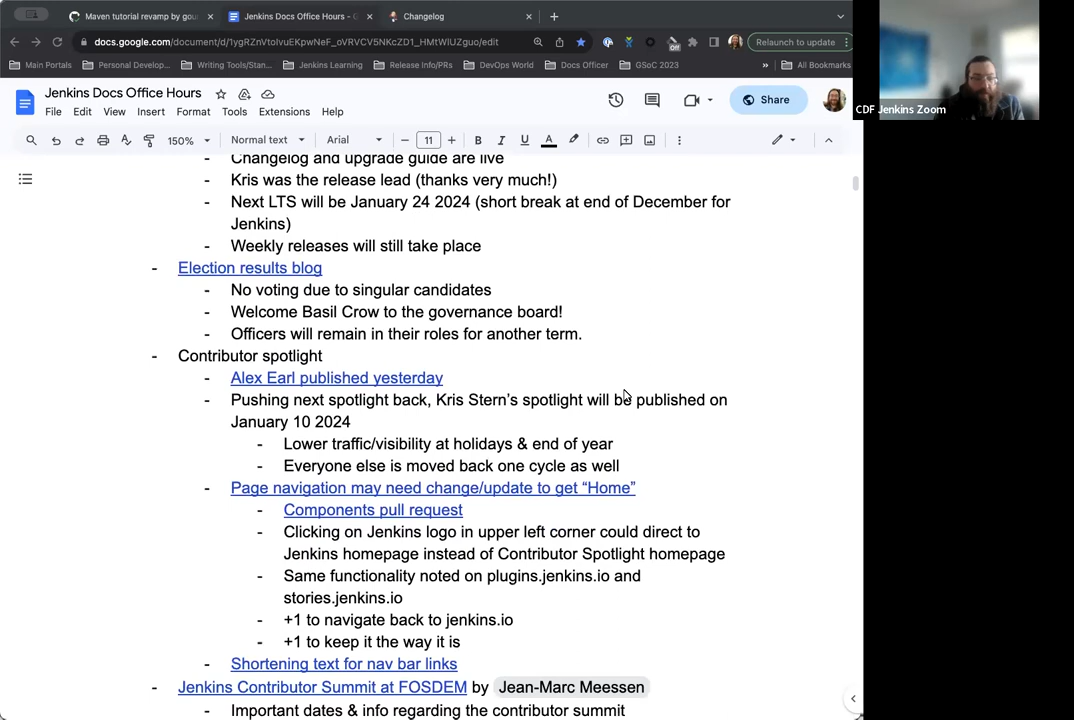 Maven tutorial revamp by gou
Jenkins Docs Office Hours - G
Changelog
docs.google.com/document/d/1ygRZnVtoIvuEKpwNeF_oVRVCV5NKcZD1_HMtWlUZguo/edit
Off
Relaunch to update
Main Portals
Personal Develop...
Writing Tools/Stan...
Jenkins Learning
Release Info/PRs
DevOps World
Docs Officer
GSoC 2023
»
All Bookmarks
CDF Jenkins Zoom
Jenkins Docs Office Hours
File Edit View Insert Format Tools Extensions Help
Share
150% Normal text Arial 11 B I U A
- Changelog and upgrade guide are live
- Kris was the release lead (thanks very much!)
- Next LTS will be January 24 2024 (short break at end of December for
Jenkins)
- Weekly releases will still take place
- Election results blog
- No voting due to singular candidates
- Welcome Basil Crow to the governance board!
- Officers will remain in their roles for another term.
- Contributor spotlight
- Alex Earl published yesterday
- Pushing next spotlight back, Kris Stern's spotlight will be published on
January 10 2024
- Lower traffic/visibility at holidays & end of year
- Everyone else is moved back one cycle as well
- Page navigation may need change/update to get “Home”
- Components pull request
- Clicking on Jenkins logo in upper left corner could direct to
Jenkins homepage instead of Contributor Spotlight homepage
- Same functionality noted on plugins.jenkins.io and
stories.jenkins.io
- +1 to navigate back to jenkins.io
- +1 to keep it the way it is
- Shortening text for nav bar links
- Jenkins Contributor Summit at FOSDEM by Jean-Marc Meessen
- Important dates & info regarding the contributor summit